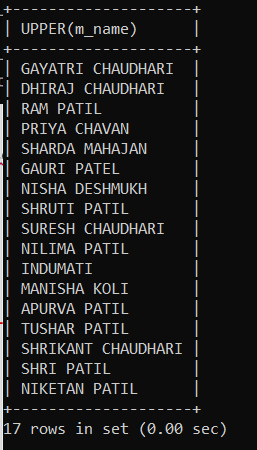 +--------------------+
| UPPER(m_name)      |
+--------------------+
| GAYATRI CHAUDHARI  |
| DHIRAJ CHAUDHARI   |
| RAM PATIL          |
| PRIYA CHAVAN       |
| SHARDA MAHAJAN     |
| GAURI PATEL        |
| NISHA DESHMUKH     |
| SHRUTI PATIL       |
| SURESH CHAUDHARI   |
| NILIMA PATIL       |
| INDUMATI           |
| MANISHA KOLI       |
| APURVA PATIL       |
| TUSHAR PATIL       |
| SHRIKANT CHAUDHARI |
| SHRI PATIL         |
| NIKETAN PATIL      |
+--------------------+
17 rows in set (0.00 sec)